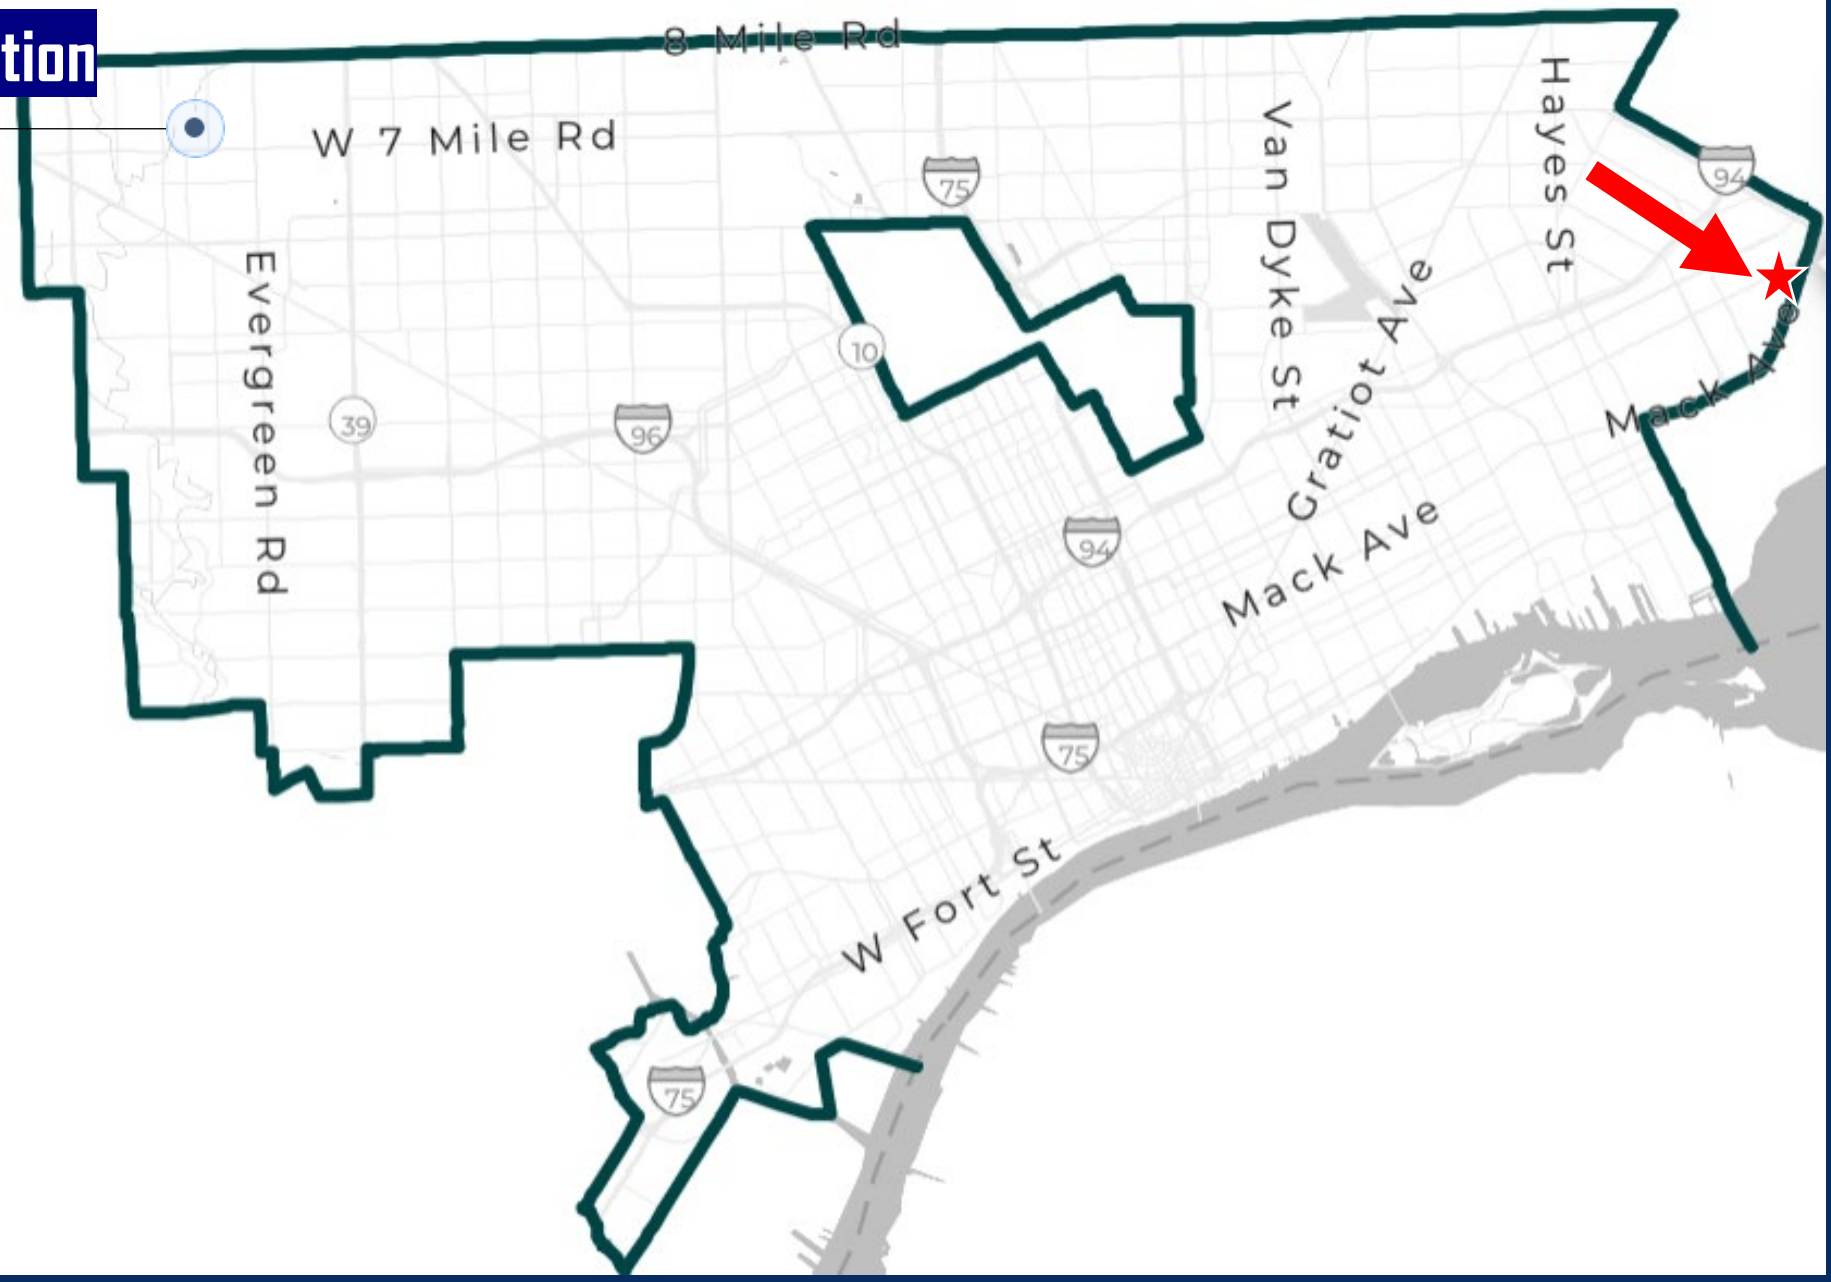 tion
8 Mile Rd
W 7 Mile Rd
Hayes St
Van Dyke St
94
75
Evergreen Rd
Gratiot Ave
Mack Ave
10
39
96
94
Mack Ave
75
W Fort St
75